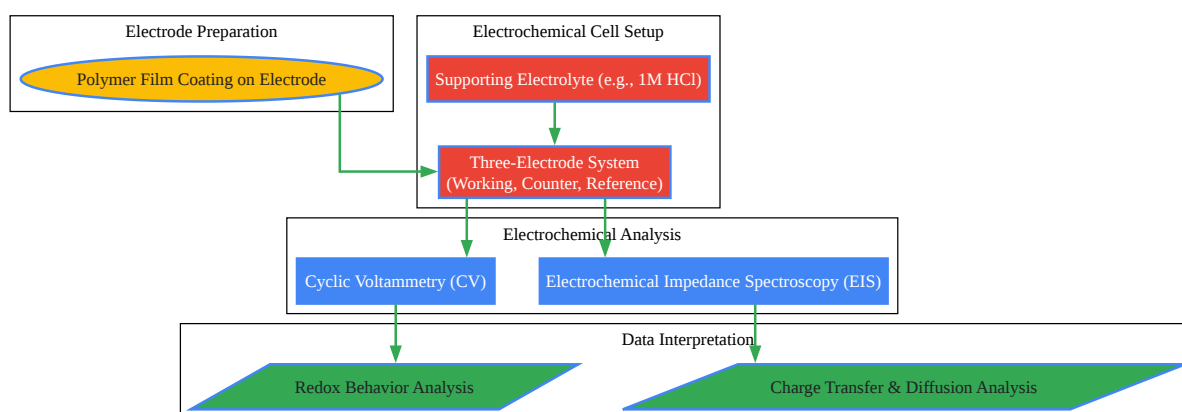 Electrode Preparation
Polymer Film Coating on Electrode
Electrochemical Cell Setup
Supporting Electrolyte (e.g., 1M HCl)
Three-Electrode System
(Working, Counter, Reference)
Electrochemical Analysis
Cyclic Voltammetry (CV)
Electrochemical Impedance Spectroscopy (EIS)
Data Interpretation
Redox Behavior Analysis
Charge Transfer & Diffusion Analysis